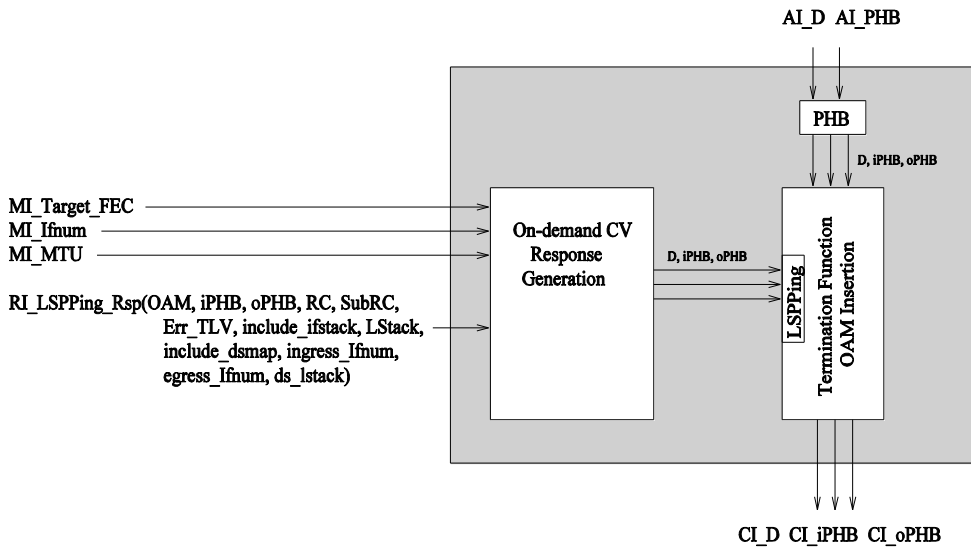 AI_D AI_PHB
PHB
D, iPHB, oPHB
MI_Target_FEC
MI_Ifnum
MI_MTU
On-demand CV
Response
Generation
D, iPHB, oPHB
LSPPing
Termination Function
OAM Insertion
RI_LSPPing_Rsp(OAM, iPHB, oPHB, RC, SubRC,
Err_TLV, include_ifstack, LStack,
include_dsmap, ingress_Ifnum,
egress_Ifnum, ds_lstack)
CI_D CI_iPHB CI_oPHB